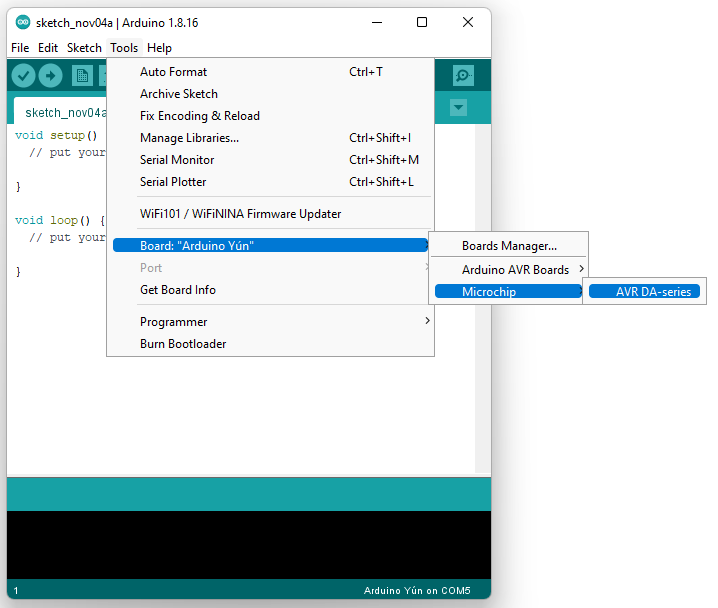 sketch_nov04a | Arduino 1.8.16
File Edit Sketch Tools Help
Auto Format Ctrl+T
Archive Sketch
Fix Encoding & Reload
Manage Libraries... Ctrl+Shift+I
Serial Monitor Ctrl+Shift+M
Serial Plotter Ctrl+Shift+L
WiFi101 / WiFiNINA Firmware Updater
Board: "Arduino Yún"
Port
Get Board Info
Programmer
Burn Bootloader
Boards Manager...
Arduino AVR Boards
Microchip
AVR DA-series
sketch_nov04a
void setup()
// put your
}
void loop() {
// put your
}
1 Arduino Yún on COM5